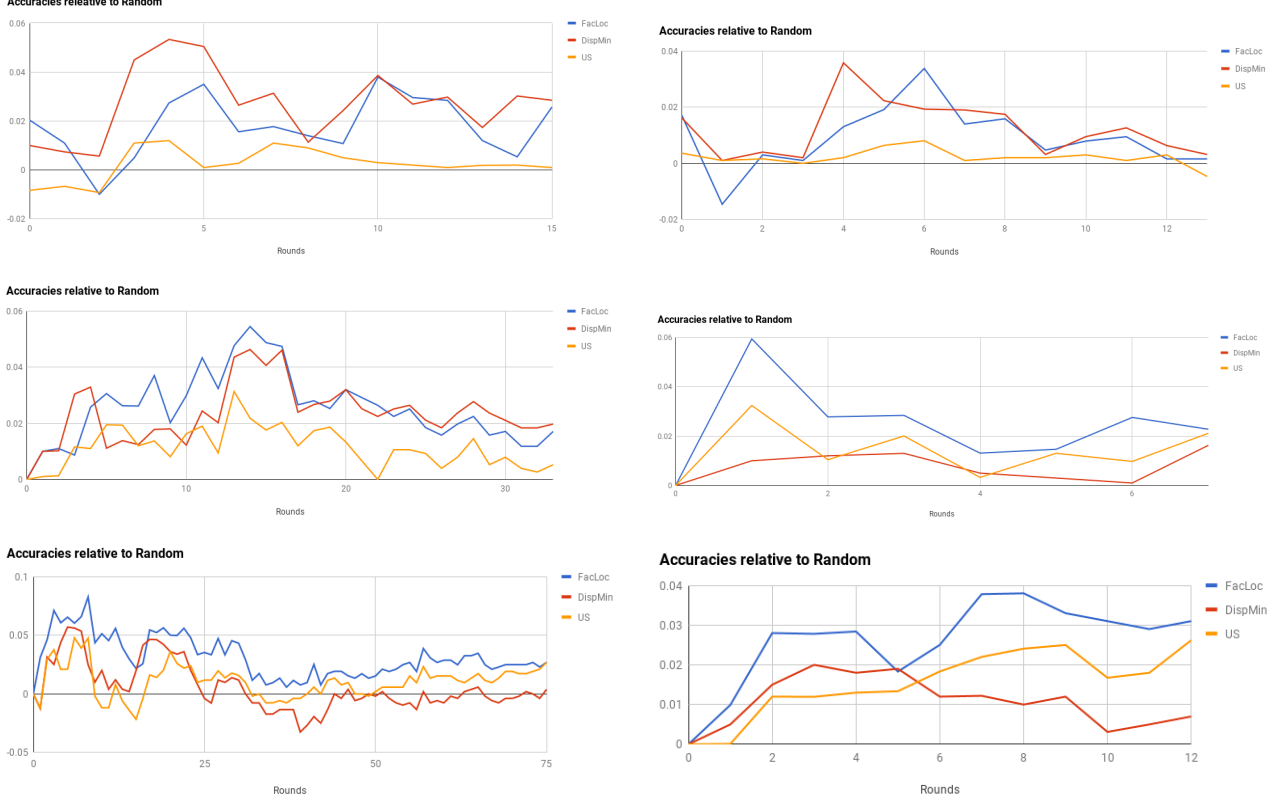 Accuracies releative to Random
0.06
0.04
0.02
0
-0.02
0
5
10
15
Rounds
FacLoc
DispMin
US
Accuracies relative to Random
0.04
0.02
0
-0.02
0
2
4
6
8
10
12
Rounds
FacLoc
DispMin
US
Accuracies relative to Random
0.06
0.04
0.02
0
0
10
20
30
Rounds
FacLoc
DispMin
US
Accuracies relative to Random
0.06
0.04
0.02
0
0
2
4
6
Rounds
FacLoc
DispMin
US
Accuracies relative to Random
0.1
0.05
0
-0.05
0
25
50
75
Rounds
FacLoc
DispMin
US
Accuracies relative to Random
0.04
0.03
0.02
0.01
0
0
2
4
6
8
10
12
Rounds
FacLoc
DispMin
US